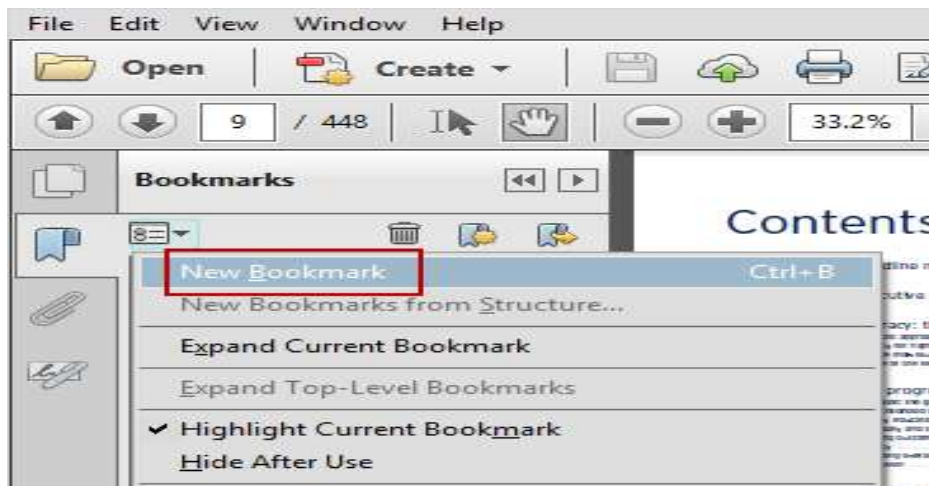 File Edit View Window Help
Open Create
9 / 448 33.2%
Bookmarks
Contents
New Bookmark Ctrl+B
New Bookmarks from Structure...
Expand Current Bookmark
Expand Top-Level Bookmarks
✔ Highlight Current Bookmark
Hide After Use